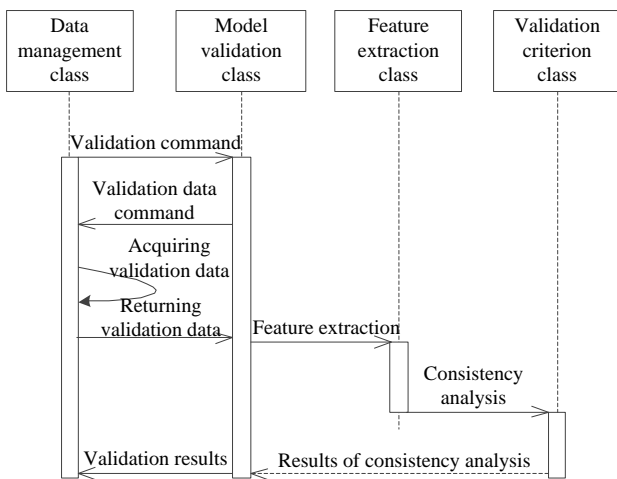 Data
management
class
Model
validation
class
Feature
extraction
class
Validation
criterion
class
Validation command
Validation data
command
Acquiring
validation data
Returning
validation data
Feature extraction
Consistency
analysis
Validation results
Results of consistency analysis